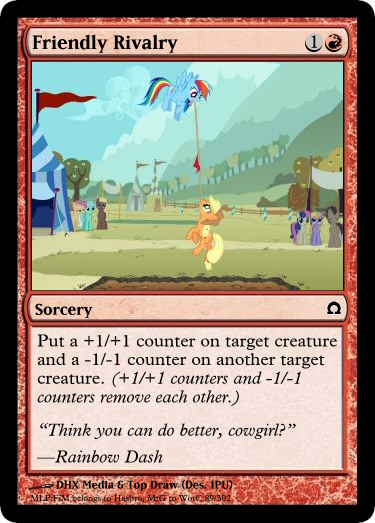 Friendly Rivalry 1
Sorcery Ω
Put a +1/+1 counter on target creature
and a -1/-1 counter on another target
creature. (+1/+1 counters and -1/-1
counters remove each other.)
“Think you can do better, cowgirl?”
—Rainbow Dash
DHX Media & Top Draw (Des. IPU)
MLP:FiM belongs to Hasbro, M:tG to WotC, 89/302